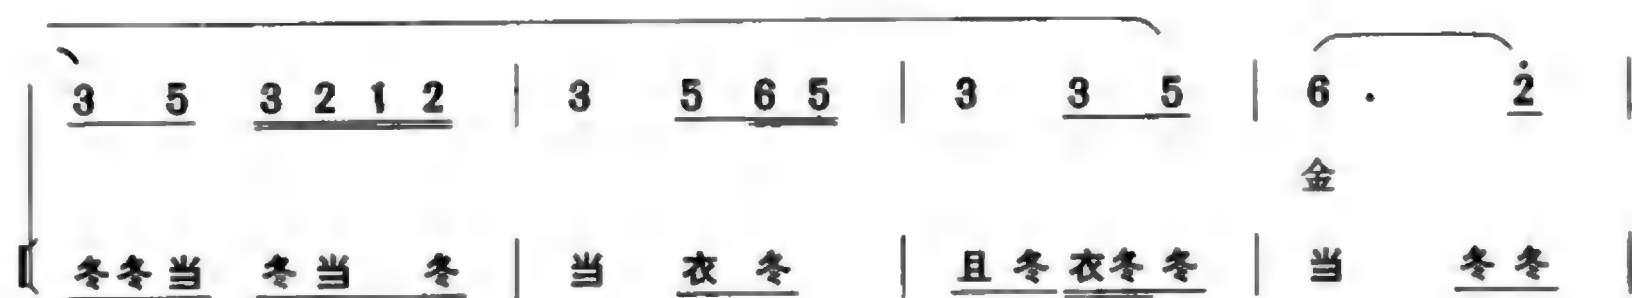 3 5 3 2 1 2 | 3 5 6 5 | 3 3 5 | 6 . 2̇ |
金
冬冬当 冬当 冬 | 当 衣 冬 | 且 冬 衣冬 冬 | 当 冬 冬 |